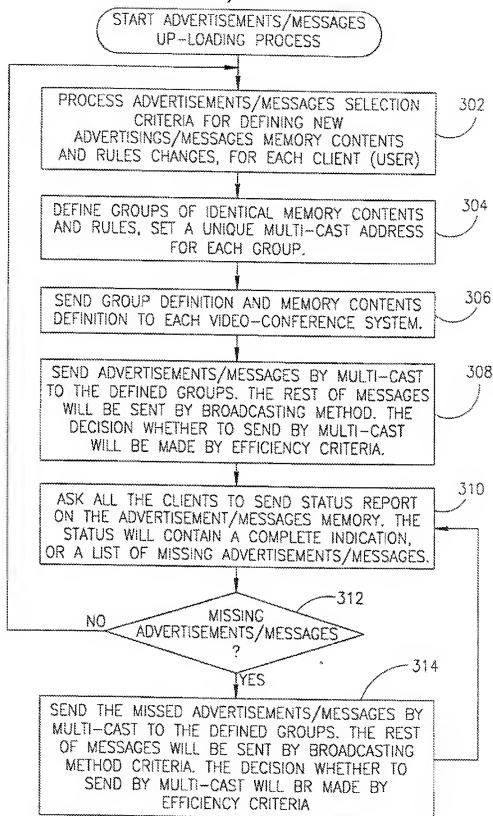 START ADVERTISEMENTS/MESSAGES
UP-LOADING PROCESS
PROCESS ADVERTISEMENTS/MESSAGES SELECTION
CRITERIA FOR DEFINING NEW
ADVERTISINGS/MESSAGES MEMORY CONTENTS
AND RULES CHANGES, FOR EACH CLIENT (USER)
302
DEFINE GROUPS OF IDENTICAL MEMORY CONTENTS
AND RULES, SET A UNIQUE MULTI-CAST ADDRESS
FOR EACH GROUP.
304
SEND GROUP DEFINITION AND MEMORY CONTENTS
DEFINITION TO EACH VIDEO-CONFERENCE SYSTEM.
306
SEND ADVERTISEMENTS/MESSAGES BY MULTI-CAST
TO THE DEFINED GROUPS. THE REST OF MESSAGES
WILL BE SENT BY BROADCASTING METHOD. THE
DECISION WHETHER TO SEND BY MULTI-CAST
WILL BE MADE BY EFFICIENCY CRITERIA.
308
ASK ALL THE CLIENTS TO SEND STATUS REPORT
ON THE ADVERTISEMENT/MESSAGES MEMORY. THE
STATUS WILL CONTAIN A COMPLETE INDICATION,
OR A LIST OF MISSING ADVERTISEMENTS/MESSAGES.
310
MISSING
ADVERTISEMENTS/MESSAGES
?
312
NO
YES
SEND THE MISSED ADVERTISEMENTS/MESSAGES BY
MULTI-CAST TO THE DEFINED GROUPS. THE REST
OF MESSAGES WILL BE SENT BY BROADCASTING
METHOD CRITERIA. THE DECISION WHETHER TO
SEND BY MULTI-CAST WILL BR MADE BY
EFFICIENCY CRITERIA
314